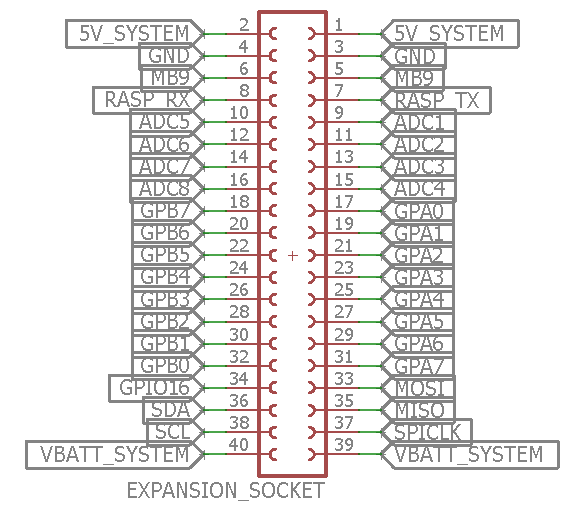 5V_SYSTEM 2 1 5V_SYSTEM
GND 4 3 GND
MB9 6 5 MB9
RASP_RX 8 7 RASP_TX
ADC5 10 9 ADC1
ADC6 12 11 ADC2
ADC7 14 13 ADC3
ADC8 16 15 ADC4
GPB7 18 17 GPA0
GPB6 20 19 GPA1
GPB5 22 21 GPA2
GPB4 24 23 GPA3
GPB3 26 25 GPA4
GPB2 28 27 GPA5
GPB1 30 29 GPA6
GPB0 32 31 GPA7
GPIO16 34 33 MOSI
SDA 36 35 MISO
SCL 38 37 SPICLK
VBATT_SYSTEM 40 39 VBATT_SYSTEM
EXPANSION_SOCKET